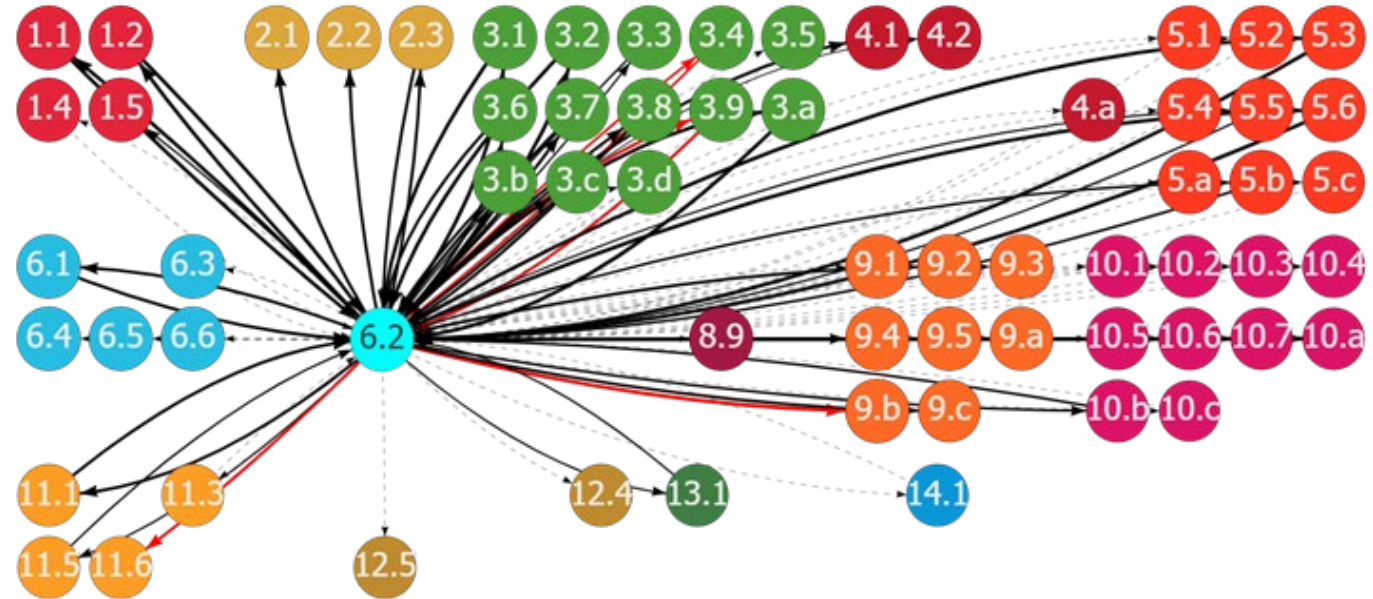 1.1 1.2 2.1 2.2 2.3 3.1 3.2 3.3 3.4 3.5 4.1 4.2 5.1 5.2 5.3
1.4 1.5 3.6 3.7 3.8 3.9 3.a 4.a 5.4 5.5 5.6
3.b 3.c 3.d 5.a 5.b 5.c
6.1 6.3 9.1 9.2 9.3 10.1 10.2 10.3 10.4
6.4 6.5 6.6 6.2 8.9 9.4 9.5 9.a 10.5 10.6 10.7 10.a
9.b 9.c 10.b 10.c
11.1 11.3 12.4 13.1 14.1
11.5 11.6 12.5